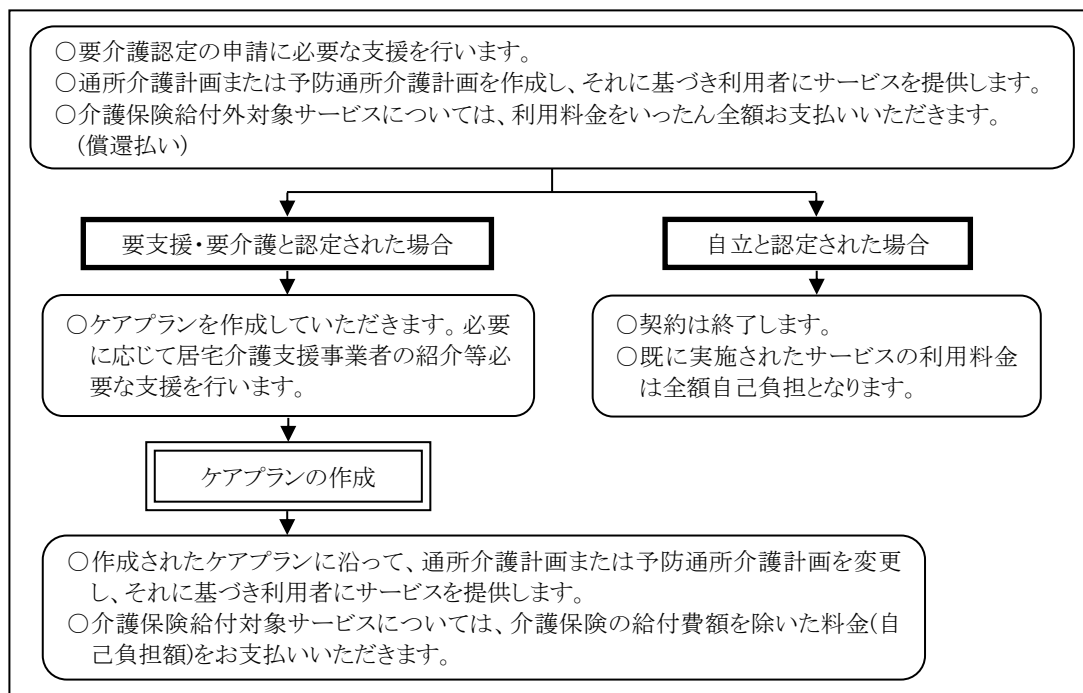 ○要介護認定の申請に必要な支援を行います。
○通所介護計画または予防通所介護計画を作成し、それに基づき利用者にサービスを提供します。
○介護保険給付外対象サービスについては、利用料金をいったん全額お支払いいただきます。
(償還払い)
要支援・要介護と認定された場合
自立と認定された場合
○ケアプランを作成していただきます。必要
に応じて居宅介護支援事業者の紹介等必
要な支援を行います。
○契約は終了します。
○既に実施されたサービスの利用料金
は全額自己負担となります。
ケアプランの作成
○作成されたケアプランに沿って、通所介護計画または予防通所介護計画を変更
し、それに基づき利用者にサービスを提供します。
○介護保険給付対象サービスについては、介護保険の給付費額を除いた料金(自
己負担額)をお支払いいただきます。